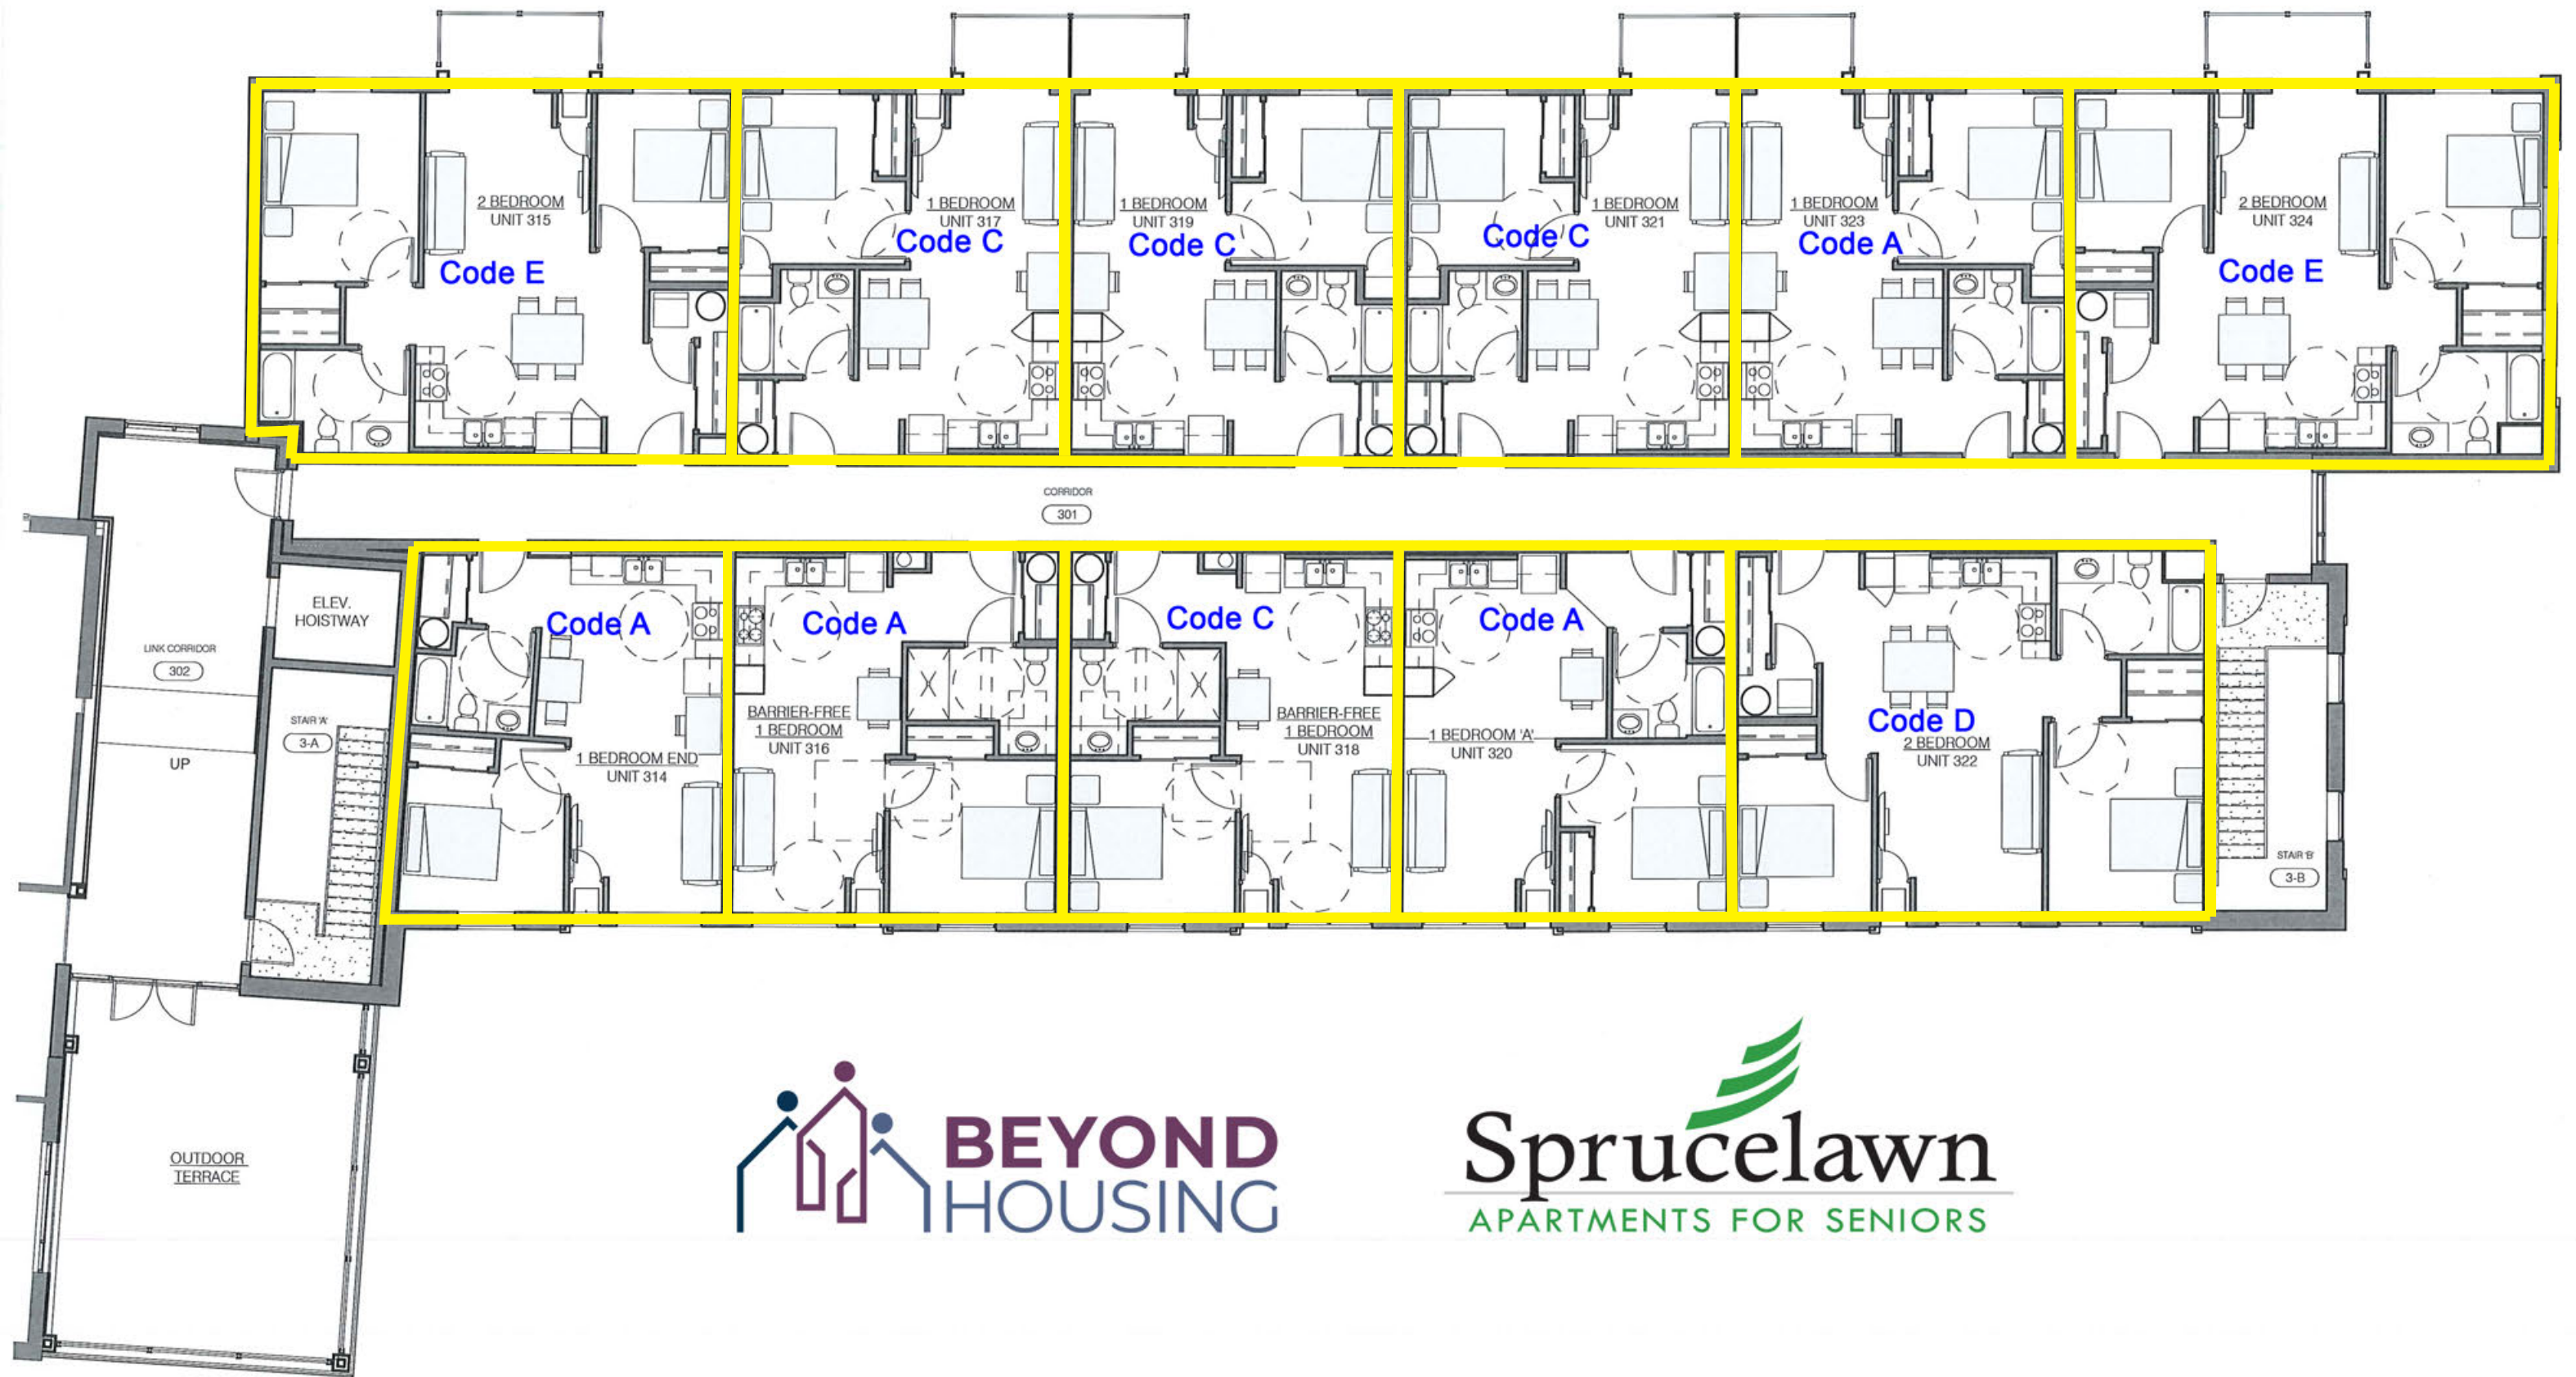 2 BEDROOM
UNIT 315
Code E
1 BEDROOM
UNIT 317
Code C
1 BEDROOM
UNIT 319
Code C
1 BEDROOM
UNIT 321
Code C
1 BEDROOM
UNIT 323
Code A
2 BEDROOM
UNIT 324
Code E
CORRIDOR
301
ELEV.
HOISTWAY
LINK CORRIDOR
302
STAIR 'A'
3-A
UP
Code A
1 BEDROOM END
UNIT 314
Code A
BARRIER-FREE
1 BEDROOM
UNIT 316
Code C
BARRIER-FREE
1 BEDROOM
UNIT 318
Code A
1 BEDROOM 'A'
UNIT 320
Code D
2 BEDROOM
UNIT 322
STAIR 'B'
3-B
OUTDOOR
TERRACE
BEYOND
HOUSING
Sprucelawn
APARTMENTS FOR SENIORS